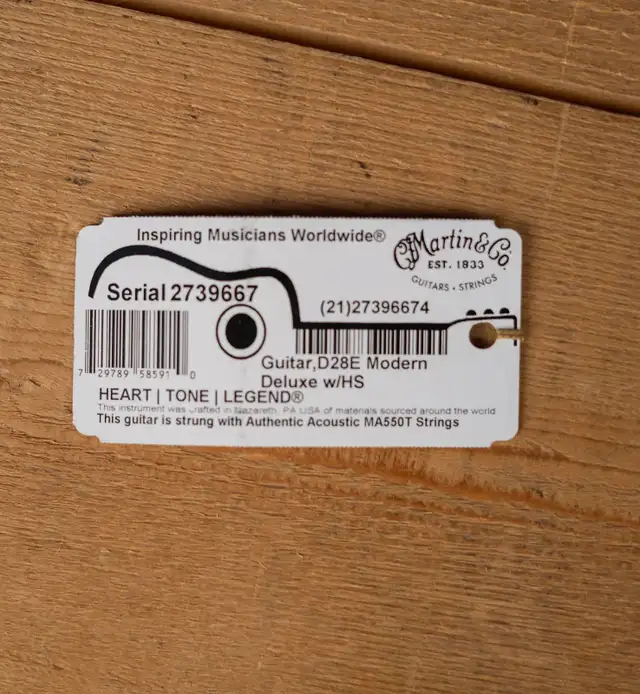 Inspiring Musicians Worldwide®
CFMartin&Co.
EST. 1833
GUITARS • STRINGS
Serial 2739667
(21)27396674
7 29789 58591 0
Guitar,D28E Modern
Deluxe w/HS
HEART | TONE | LEGEND®
This instrument was crafted in Nazareth, PA USA of materials sourced around the world
This guitar is strung with Authentic Acoustic MA550T Strings